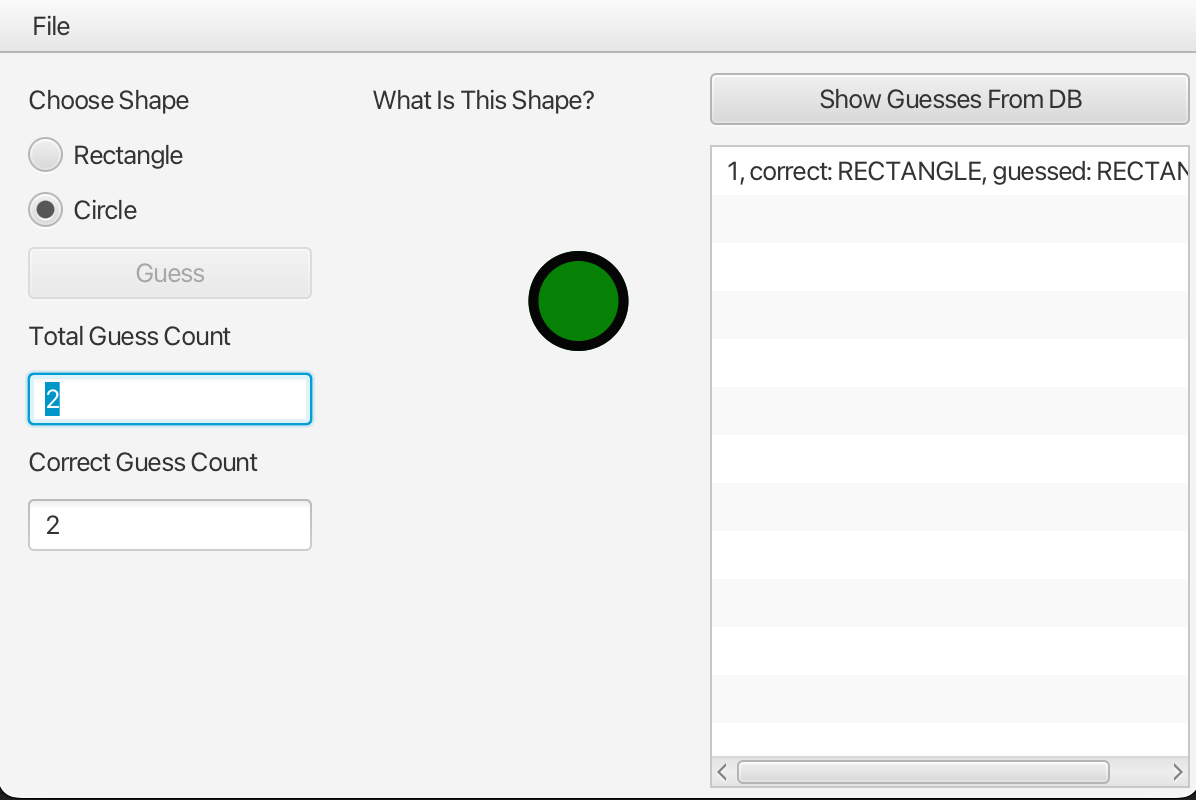 File
Choose Shape
Rectangle
Circle
Guess
Total Guess Count
2
Correct Guess Count
2
What Is This Shape?
Show Guesses From DB
1, correct: RECTANGLE, guessed: RECTAN